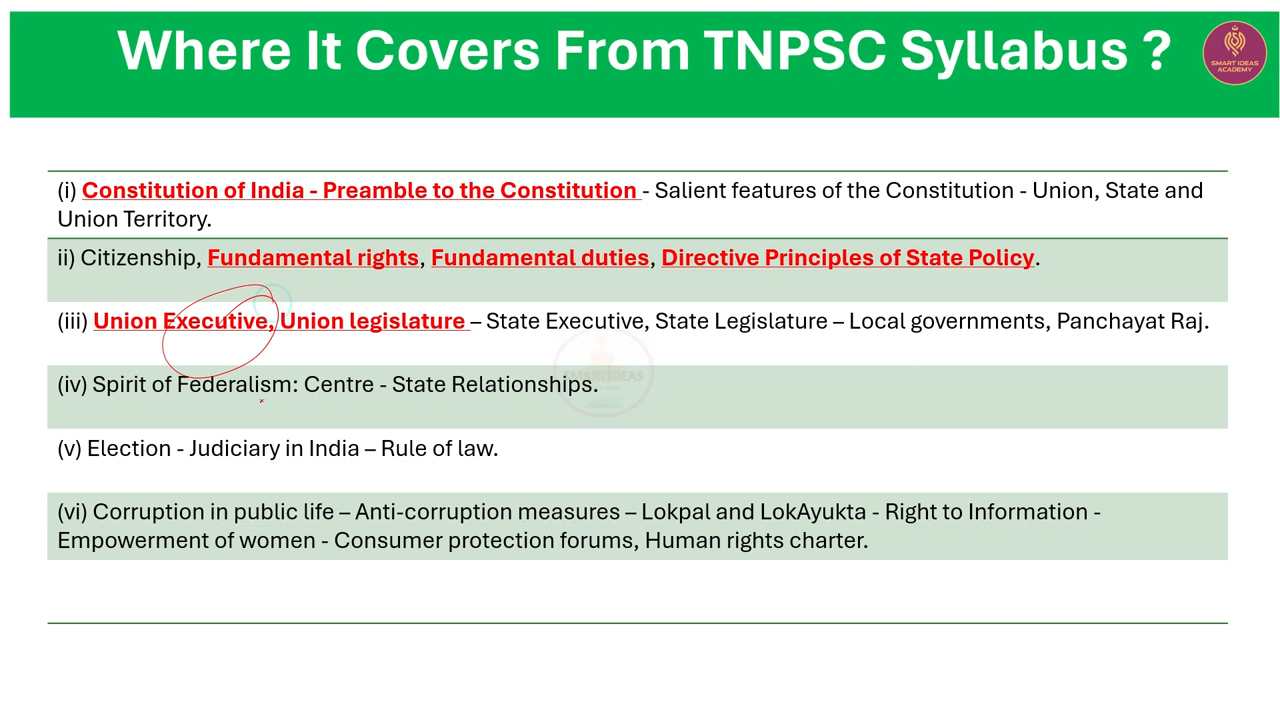 Where It Covers From TNPSC Syllabus ?
SMART IDEAS
ACADEMY
(i) Constitution of India - Preamble to the Constitution - Salient features of the Constitution - Union, State and
Union Territory.
ii) Citizenship, Fundamental rights, Fundamental duties, Directive Principles of State Policy.
(iii) Union Executive, Union legislature – State Executive, State Legislature – Local governments, Panchayat Raj.
SMART IDEAS
(iv) Spirit of Federalism: Centre - State Relationships.
(v) Election - Judiciary in India – Rule of law.
(vi) Corruption in public life – Anti-corruption measures – Lokpal and LokAyukta - Right to Information -
Empowerment of women - Consumer protection forums, Human rights charter.